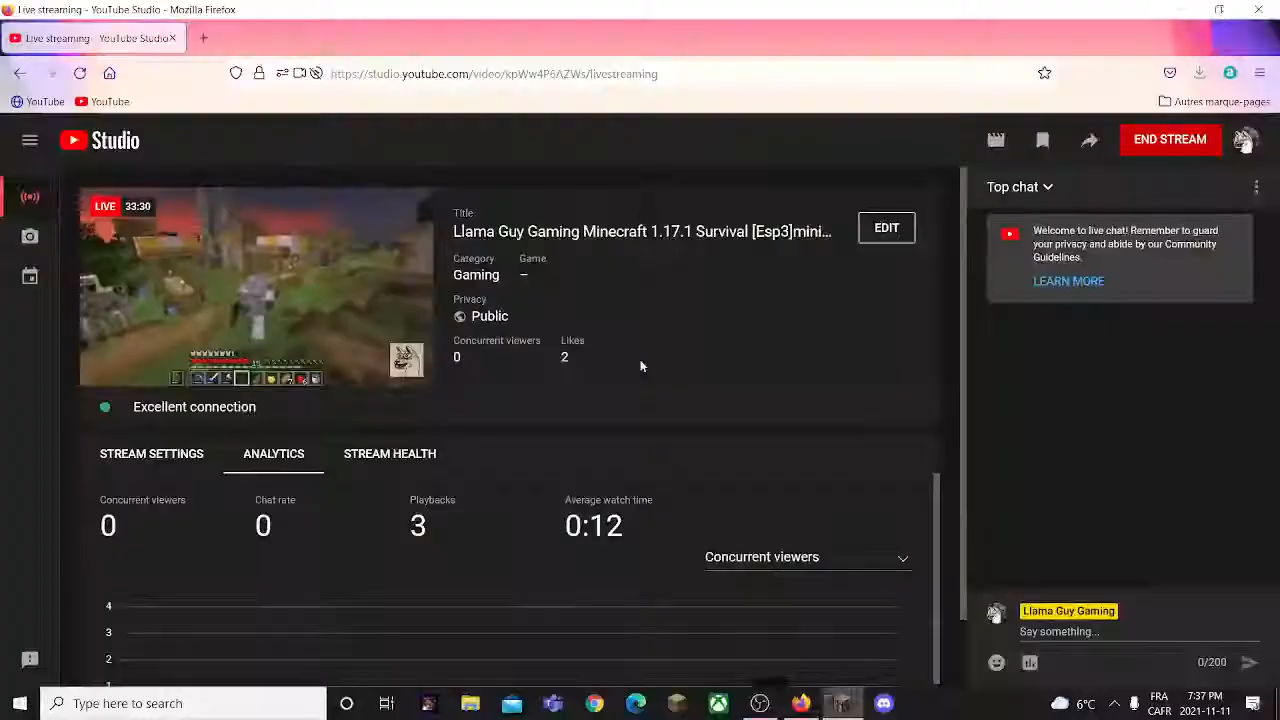 Live streaming - YouTube Studio - Mozilla Firefox
Live streaming - YouTube Studio
https://studio.youtube.com/video/kpWw4P6AZWs/livestreaming
YouTube
YouTube
Autres marque-pages
Studio
END STREAM
LIVE 33:30
Title
Llama Guy Gaming Minecraft 1.17.1 Survival [Esp3]mini...
EDIT
Category
Game
Gaming
–
Privacy
Public
Concurrent viewers
Likes
0
2
Excellent connection
STREAM SETTINGS
ANALYTICS
STREAM HEALTH
Concurrent viewers
Chat rate
Playbacks
Average watch time
0
0
3
0:12
Concurrent viewers
4
3
2
1
Top chat
Welcome to live chat! Remember to guard
your privacy and abide by our Community
Guidelines.
LEARN MORE
Llama Guy Gaming
Say something...
0/200
Type here to search
6°C
FRA
CAFR
7:37 PM
2021-11-11